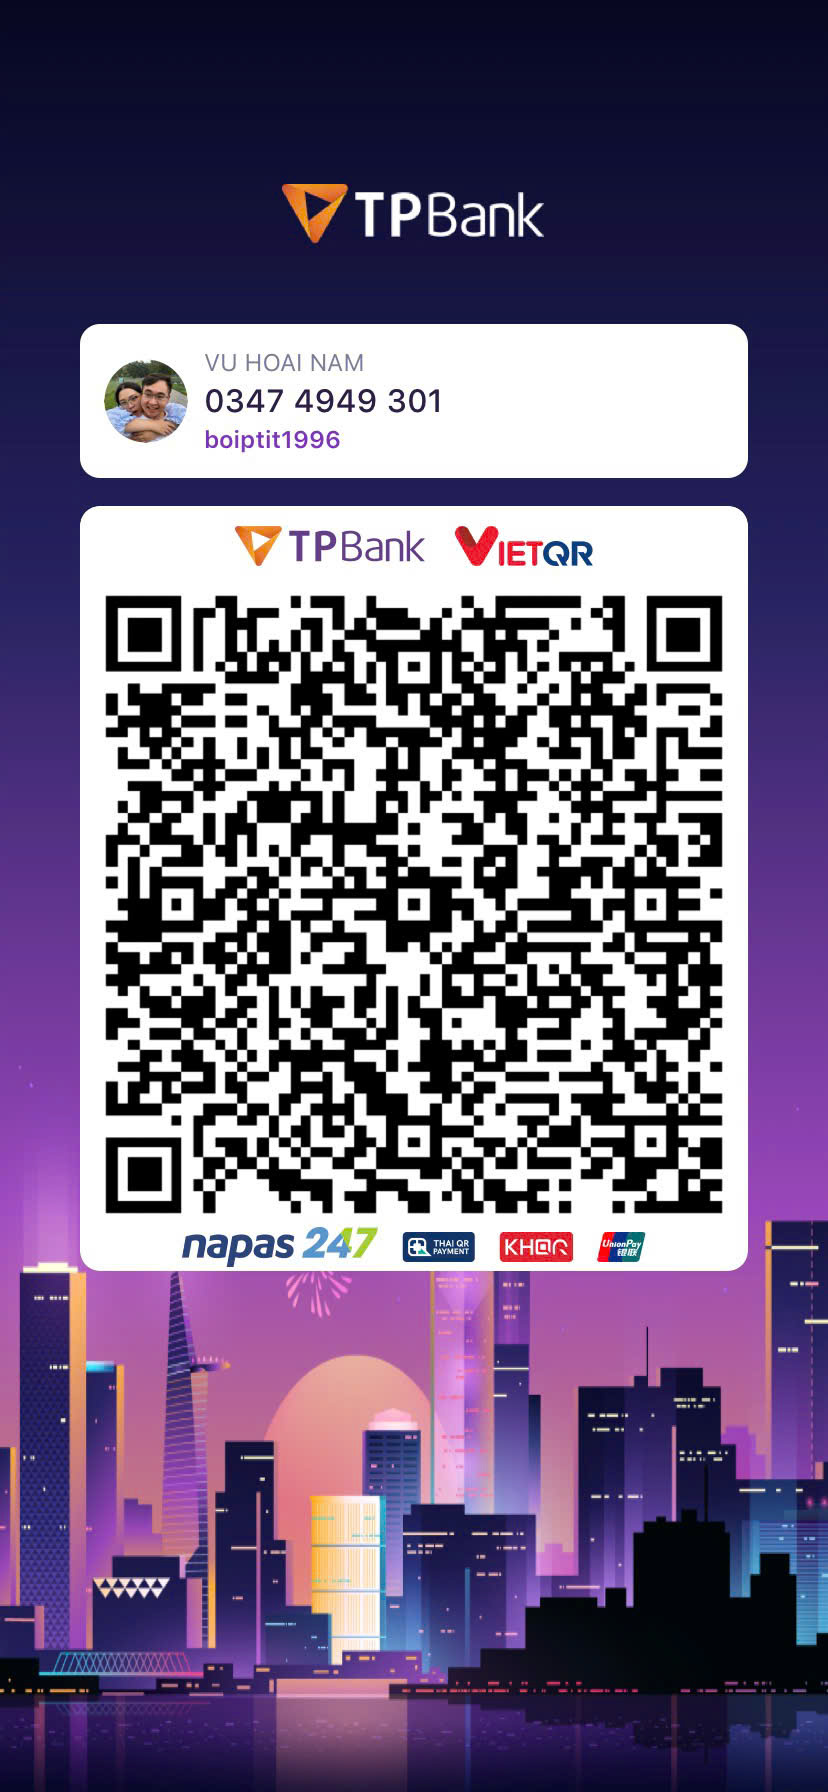 TPBank
VU HOAI NAM
0347 4949 301
boiptit1996
TPBank VIETQR
napas 247 THAI QR PAYMENT KHQR UnionPay 银联